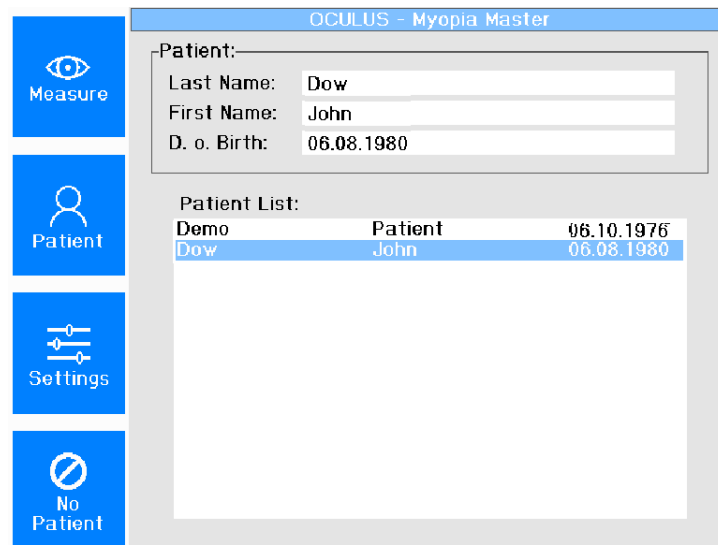 OCULUS - Myopia Master
Measure
Patient
Settings
No
Patient
Patient:
Last Name: Dow
First Name: John
D. o. Birth: 06.08.1980
Patient List:
Demo Patient 06.10.1976
Dow John 06.08.1980